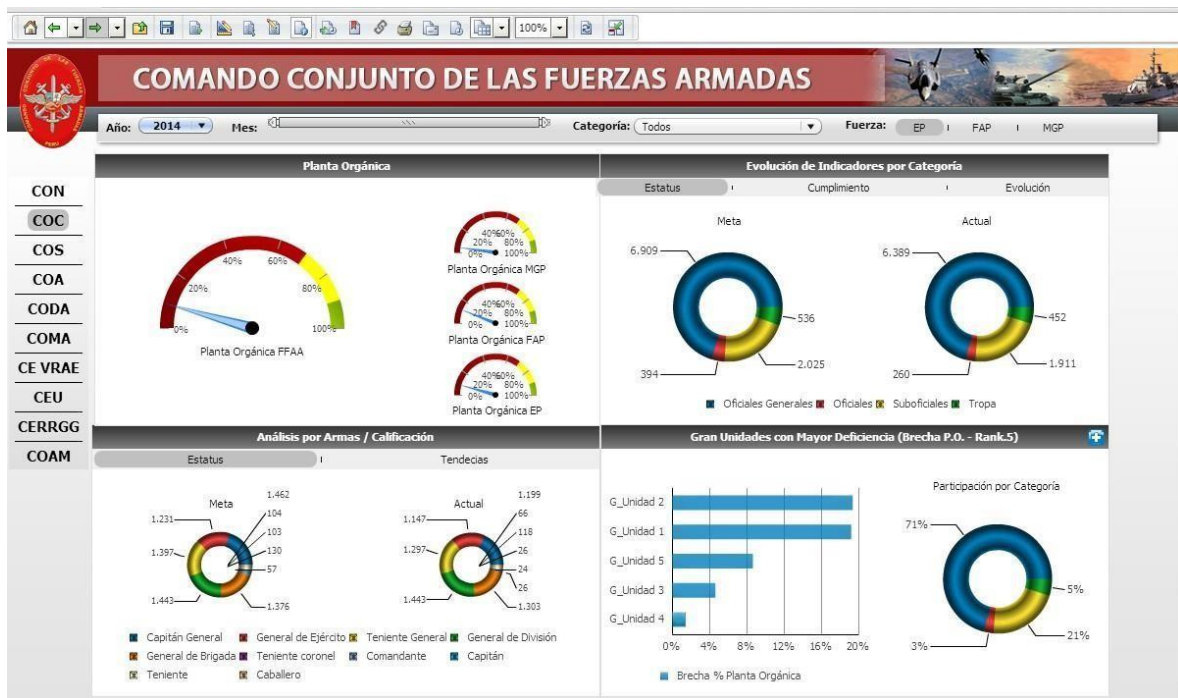 100%
COMANDO CONJUNTO DE LAS FUERZAS ARMADAS
Año: 2014 Mes: Categoría: Todos Fuerza: EP FAP MGP
CON
COC
COS
COA
CODA
COMA
CE VRAE
CEU
CERRGG
COAM
Planta Orgánica
0% 20% 40% 60% 80% 100%
Planta Orgánica FFAA
0% 20% 40% 60% 80% 100%
Planta Orgánica MGP
0% 20% 40% 60% 80% 100%
Planta Orgánica FAP
0% 20% 40% 60% 80% 100%
Planta Orgánica EP
Evolución de Indicadores por Categoría
Estatus Cumplimiento Evolución
Meta
6.909
536
2.025
394
Actual
6.389
452
1.911
260
Oficiales Generales Oficiales Suboficiales Tropa
Análisis por Armas / Calificación
Estatus Tendecias
Meta
1.462
104
103
130
57
1.376
1.443
1.397
1.231
Actual
1.199
66
118
26
24
26
1.303
1.443
1.297
1.147
Capitán General General de Ejército Teniente General General de División
General de Brigada Teniente coronel Comandante Capitán
Teniente Caballero
Gran Unidades con Mayor Deficiencia (Brecha P.O. - Rank.5)
G_Unidad 2
G_Unidad 1
G_Unidad 5
G_Unidad 3
G_Unidad 4
0% 4% 8% 12% 16% 20%
Brecha % Planta Orgánica
Participación por Categoría
71%
5%
21%
3%